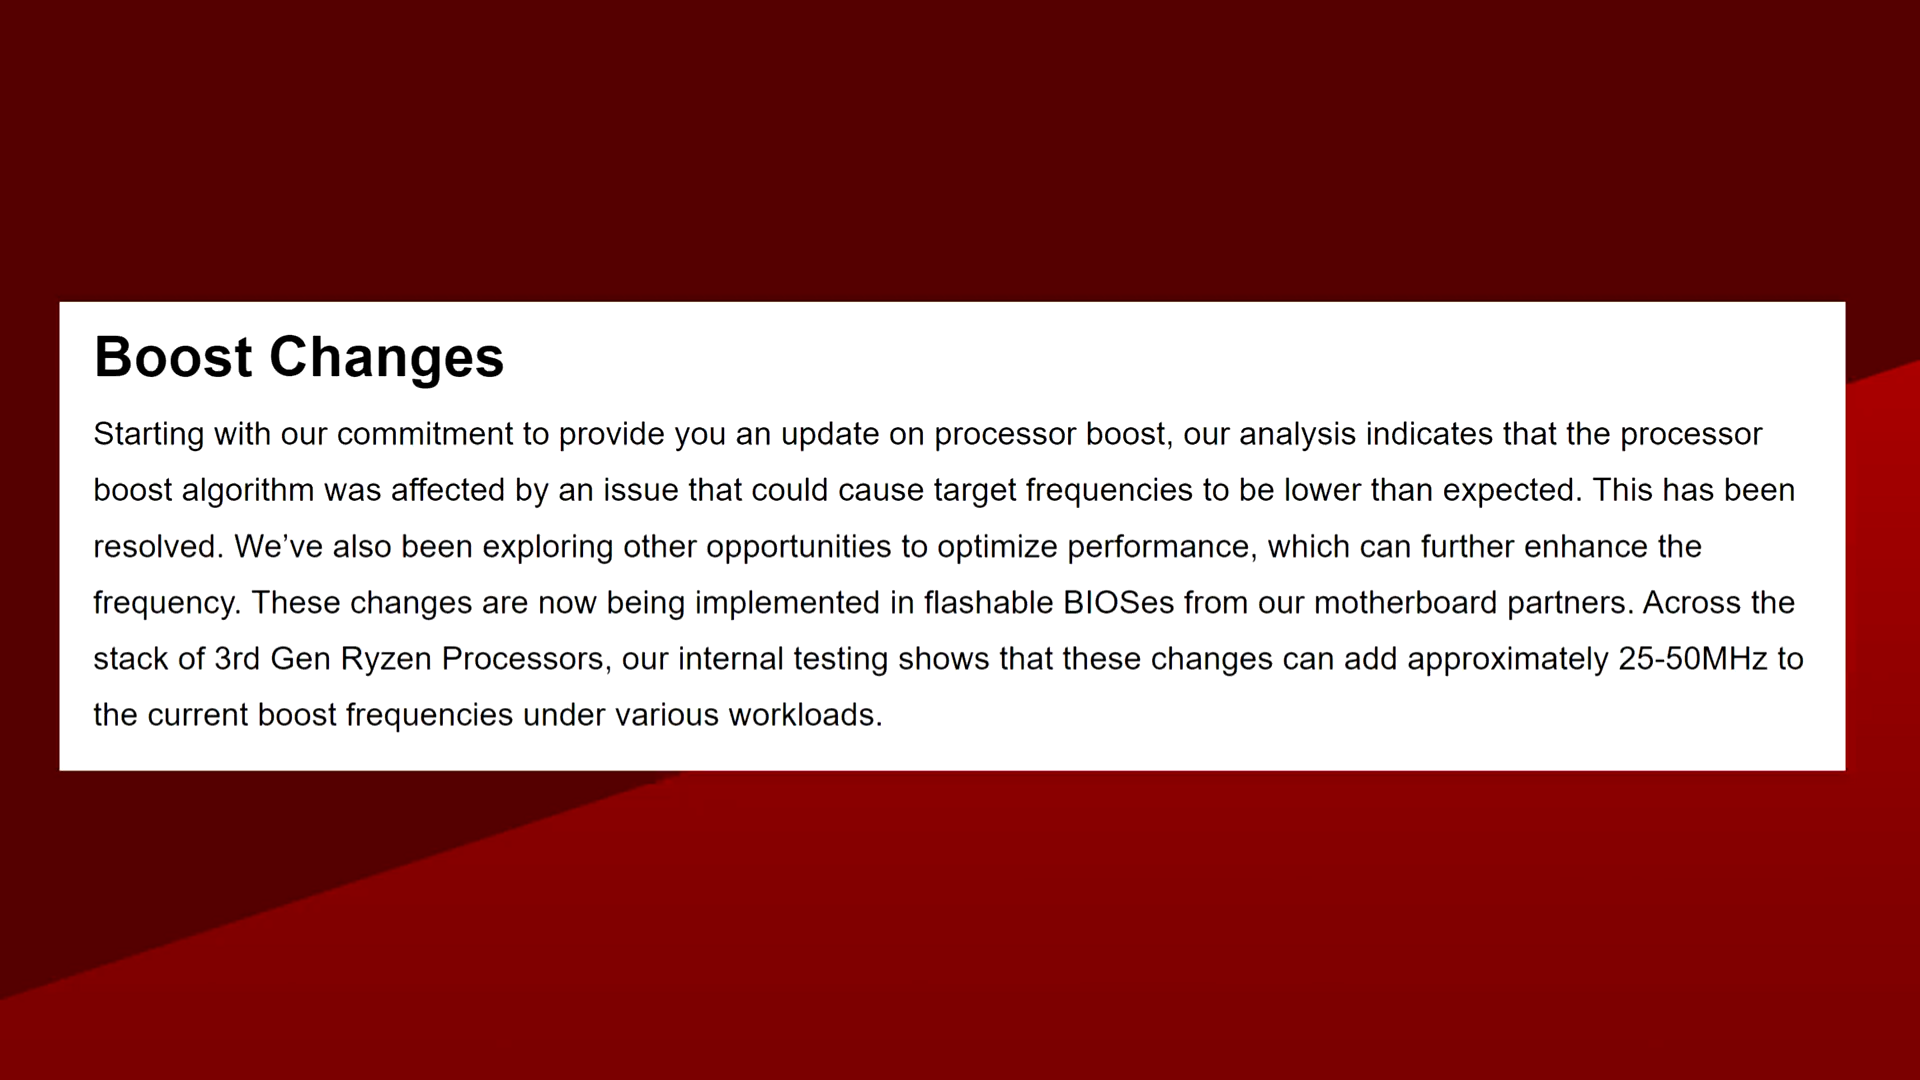 Boost Changes
Starting with our commitment to provide you an update on processor boost, our analysis indicates that the processor
boost algorithm was affected by an issue that could cause target frequencies to be lower than expected. This has been
resolved. We’ve also been exploring other opportunities to optimize performance, which can further enhance the
frequency. These changes are now being implemented in flashable BIOSes from our motherboard partners. Across the
stack of 3rd Gen Ryzen Processors, our internal testing shows that these changes can add approximately 25-50MHz to
the current boost frequencies under various workloads.